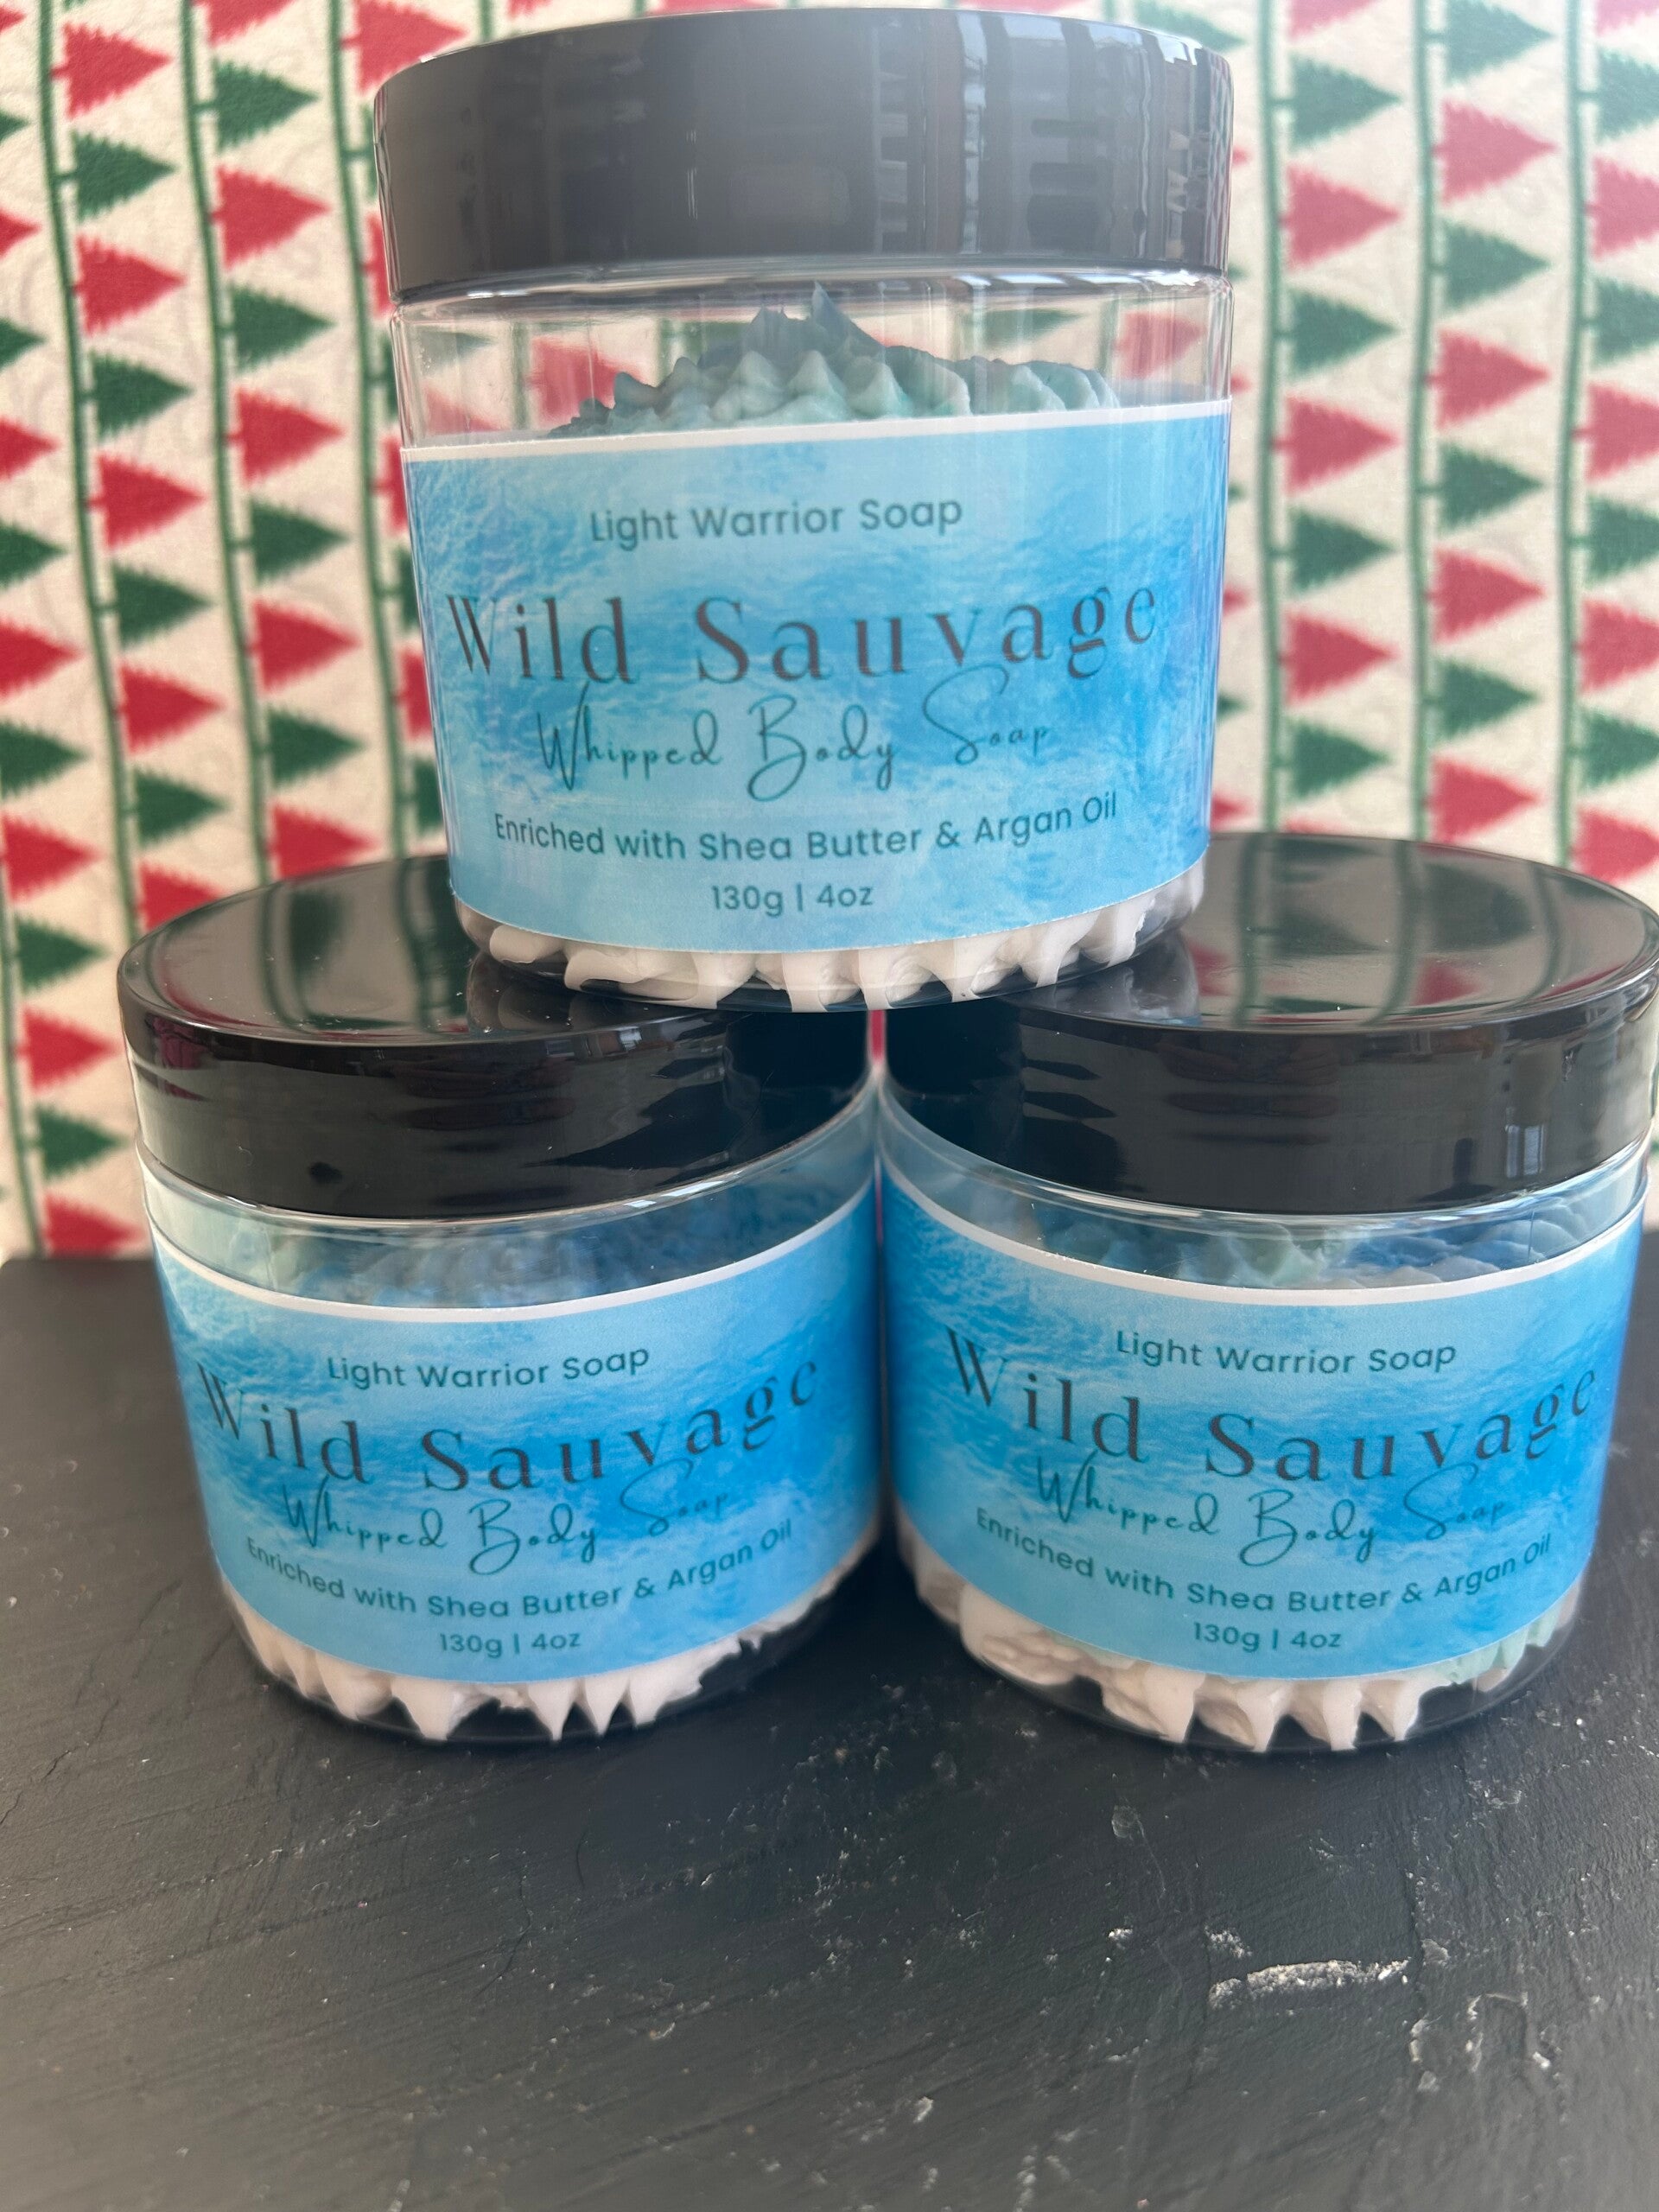 Light Warrior Soap
Wild Sauvage
Whipped Body Soap
Enriched with Shea Butter & Argan Oil
130g | 4oz
Light Warrior Soap
Wild Sauvage
Whipped Body Soap
Enriched with Shea Butter & Argan Oil
130g | 4oz
Light Warrior Soap
Wild Sauvage
Whipped Body Soap
Enriched with Shea Butter & Argan Oil
130g | 4oz